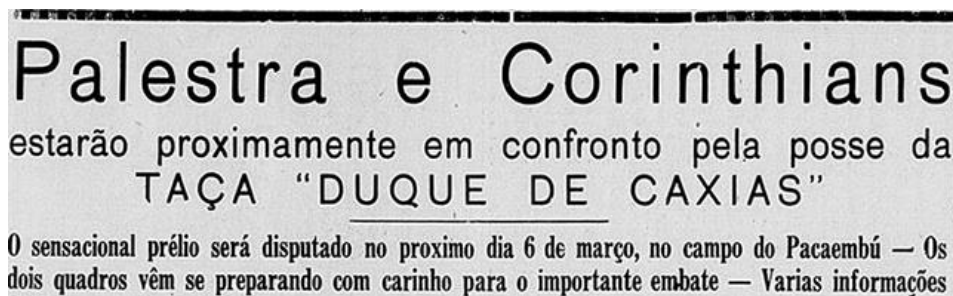 Palestra e Corinthians
estarão proximamente em confronto pela posse da
TAÇA "DUQUE DE CAXIAS"
O sensacional prélio será disputado no proximo dia 6 de março, no campo do Pacaembú — Os
dois quadros vêm se preparando com carinho para o importante embate — Varias informações